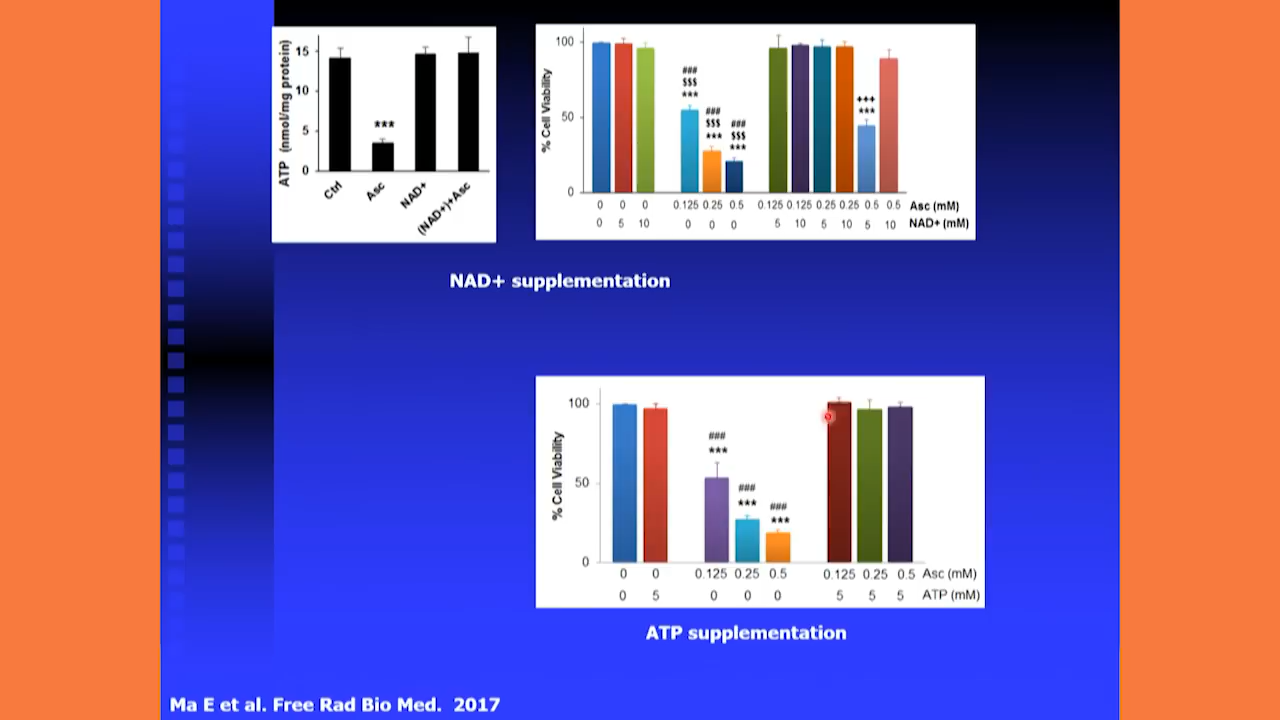 ATP (nmol/mg protein)
15
10
5
0
***
Ctrl
Asc
NAD+
(NAD+)+Asc
% Cell Viability
100
50
0
###
$$$
***
###
$$$
***
###
$$$
***
+++
***
0 0 0 0.125 0.25 0.5 0.125 0.125 0.25 0.25 0.5 0.5 Asc (mM)
0 5 10 0 0 0 5 10 5 10 5 10 NAD+ (mM)
NAD+ supplementation
% Cell Viability
100
50
0
###
***
###
***
###
***
0 0 0.125 0.25 0.5 0.125 0.25 0.5 Asc (mM)
0 5 0 0 0 5 5 5 ATP (mM)
ATP supplementation
Ma E et al. Free Rad Bio Med. 2017